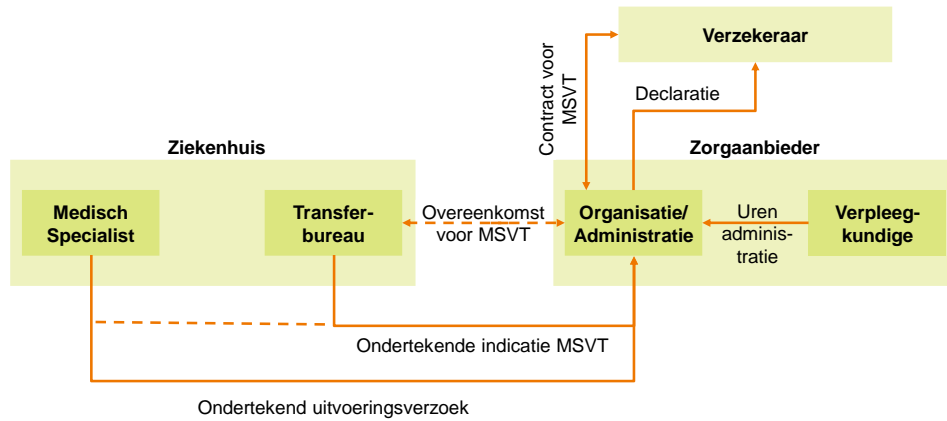 Verzekeraar
Contract voor
MSVT
Declaratie
Ziekenhuis
Zorgaanbieder
Medisch
Specialist
Transfer-
bureau
Overeenkomst
voor MSVT
Organisatie/
Administratie
Uren
adminis-
tratie
Verpleeg-
kundige
Ondertekende indicatie MSVT
Ondertekend uitvoeringsverzoek